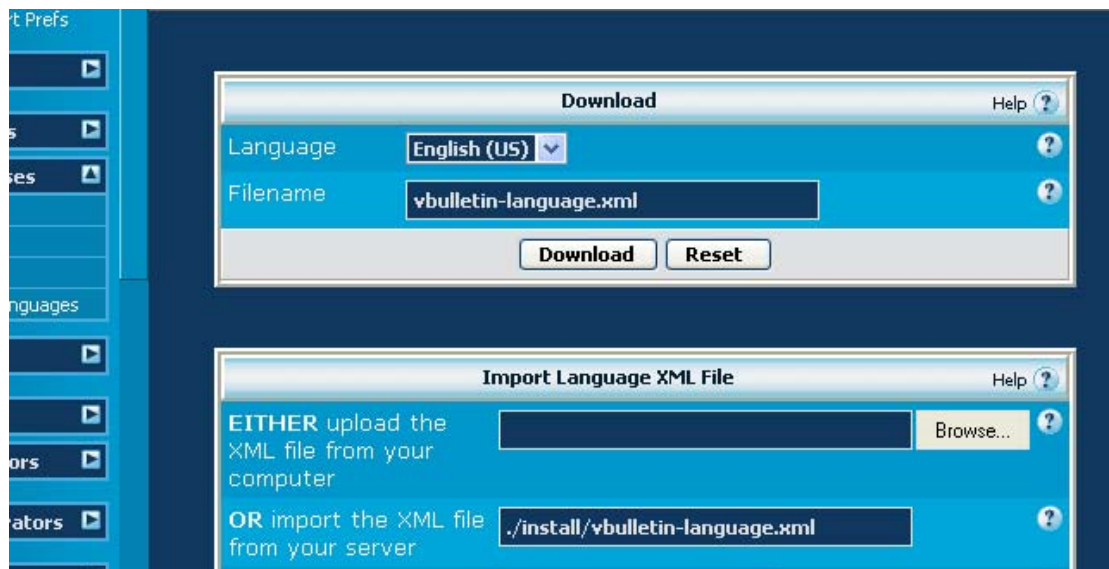 rt Prefs
s
ses
nguages
ors
rators
Download
Help ?
Language
English (US)
?
Filename
vbulletin-language.xml
?
Download
Reset
Import Language XML File
Help ?
EITHER upload the
XML file from your
computer
Browse...
?
OR import the XML file
from your server
./install/vbulletin-language.xml
?